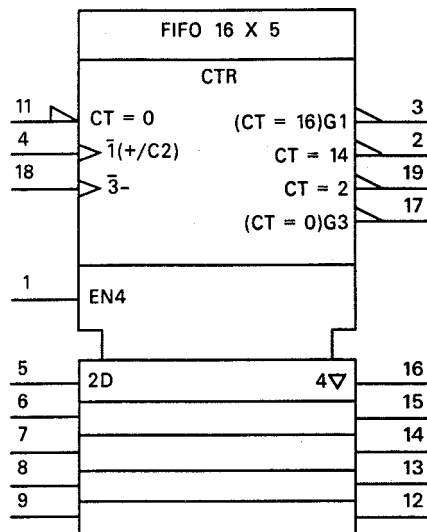 FIFO 16 X 5
CTR
11 CT = 0 (CT = 16)G1 3
4 1̅(+/C2) CT = 14 2
18 3̅- CT = 2 19
(CT = 0)G3 17
1 EN4
5 2D 4▽ 16
6 15
7 14
8 13
9 12